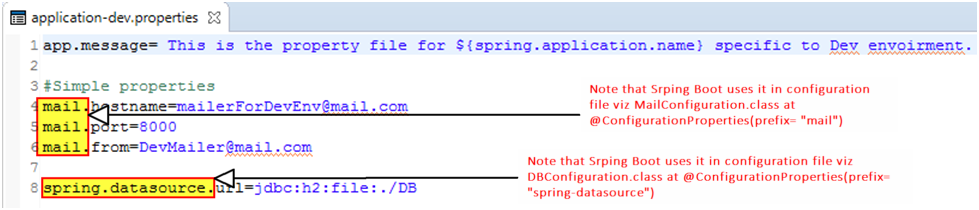 application-dev.properties
1 app.message= This is the property file for ${spring.application.name} specific to Dev envoirment.
2
3 #Simple properties
4 mail.hostname=mailerForDevEnv@mail.com
5 mail.port=8000
6 mail.from=DevMailer@mail.com
7
8 spring.datasource.url=jdbc:h2:file:./DB
Note that Srping Boot uses it in configuration
file viz MailConfiguration.class at
@ConfigurationProperties(prefix= "mail")
Note that Srping Boot uses it in configuration file viz
DBConfiguration.class at @ConfigurationProperties(prefix=
"spring-datasource")